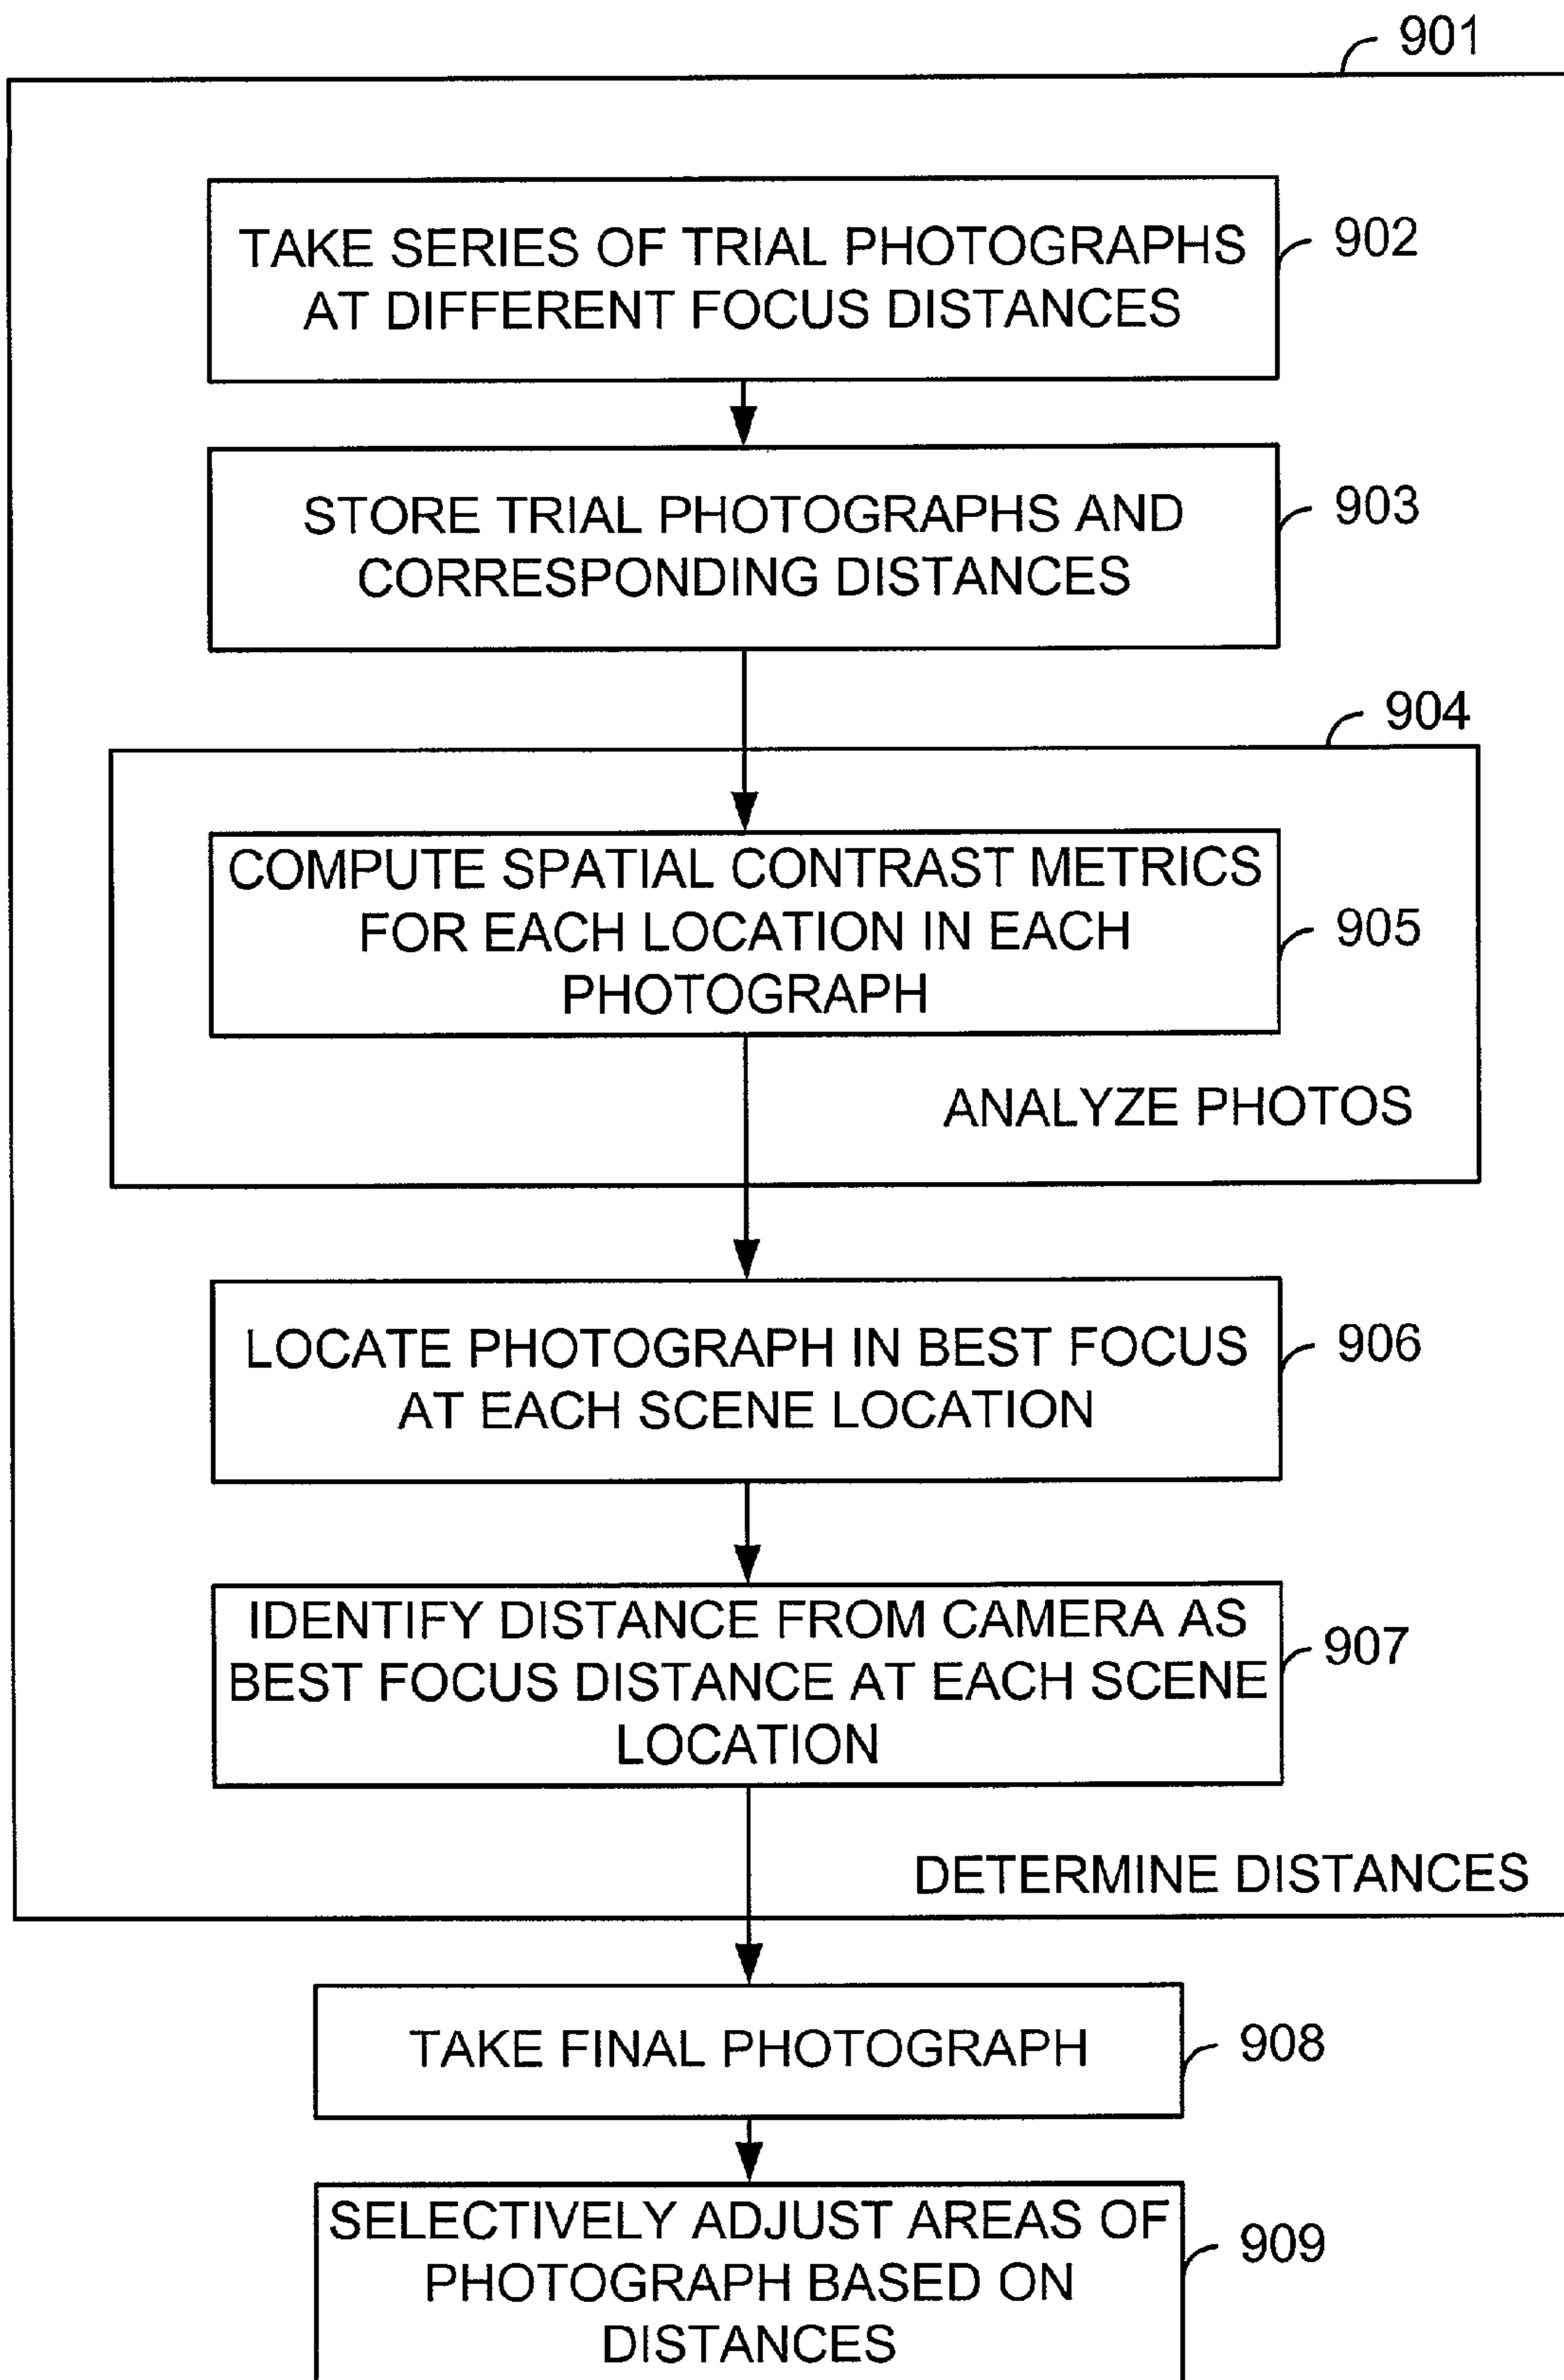 901
TAKE SERIES OF TRIAL PHOTOGRAPHS
AT DIFFERENT FOCUS DISTANCES
902
STORE TRIAL PHOTOGRAPHS AND
CORRESPONDING DISTANCES
903
904
COMPUTE SPATIAL CONTRAST METRICS
FOR EACH LOCATION IN EACH
PHOTOGRAPH
905
ANALYZE PHOTOS
LOCATE PHOTOGRAPH IN BEST FOCUS
AT EACH SCENE LOCATION
906
IDENTIFY DISTANCE FROM CAMERA AS
BEST FOCUS DISTANCE AT EACH SCENE
LOCATION
907
DETERMINE DISTANCES
TAKE FINAL PHOTOGRAPH
908
SELECTIVELY ADJUST AREAS OF
PHOTOGRAPH BASED ON
DISTANCES
909